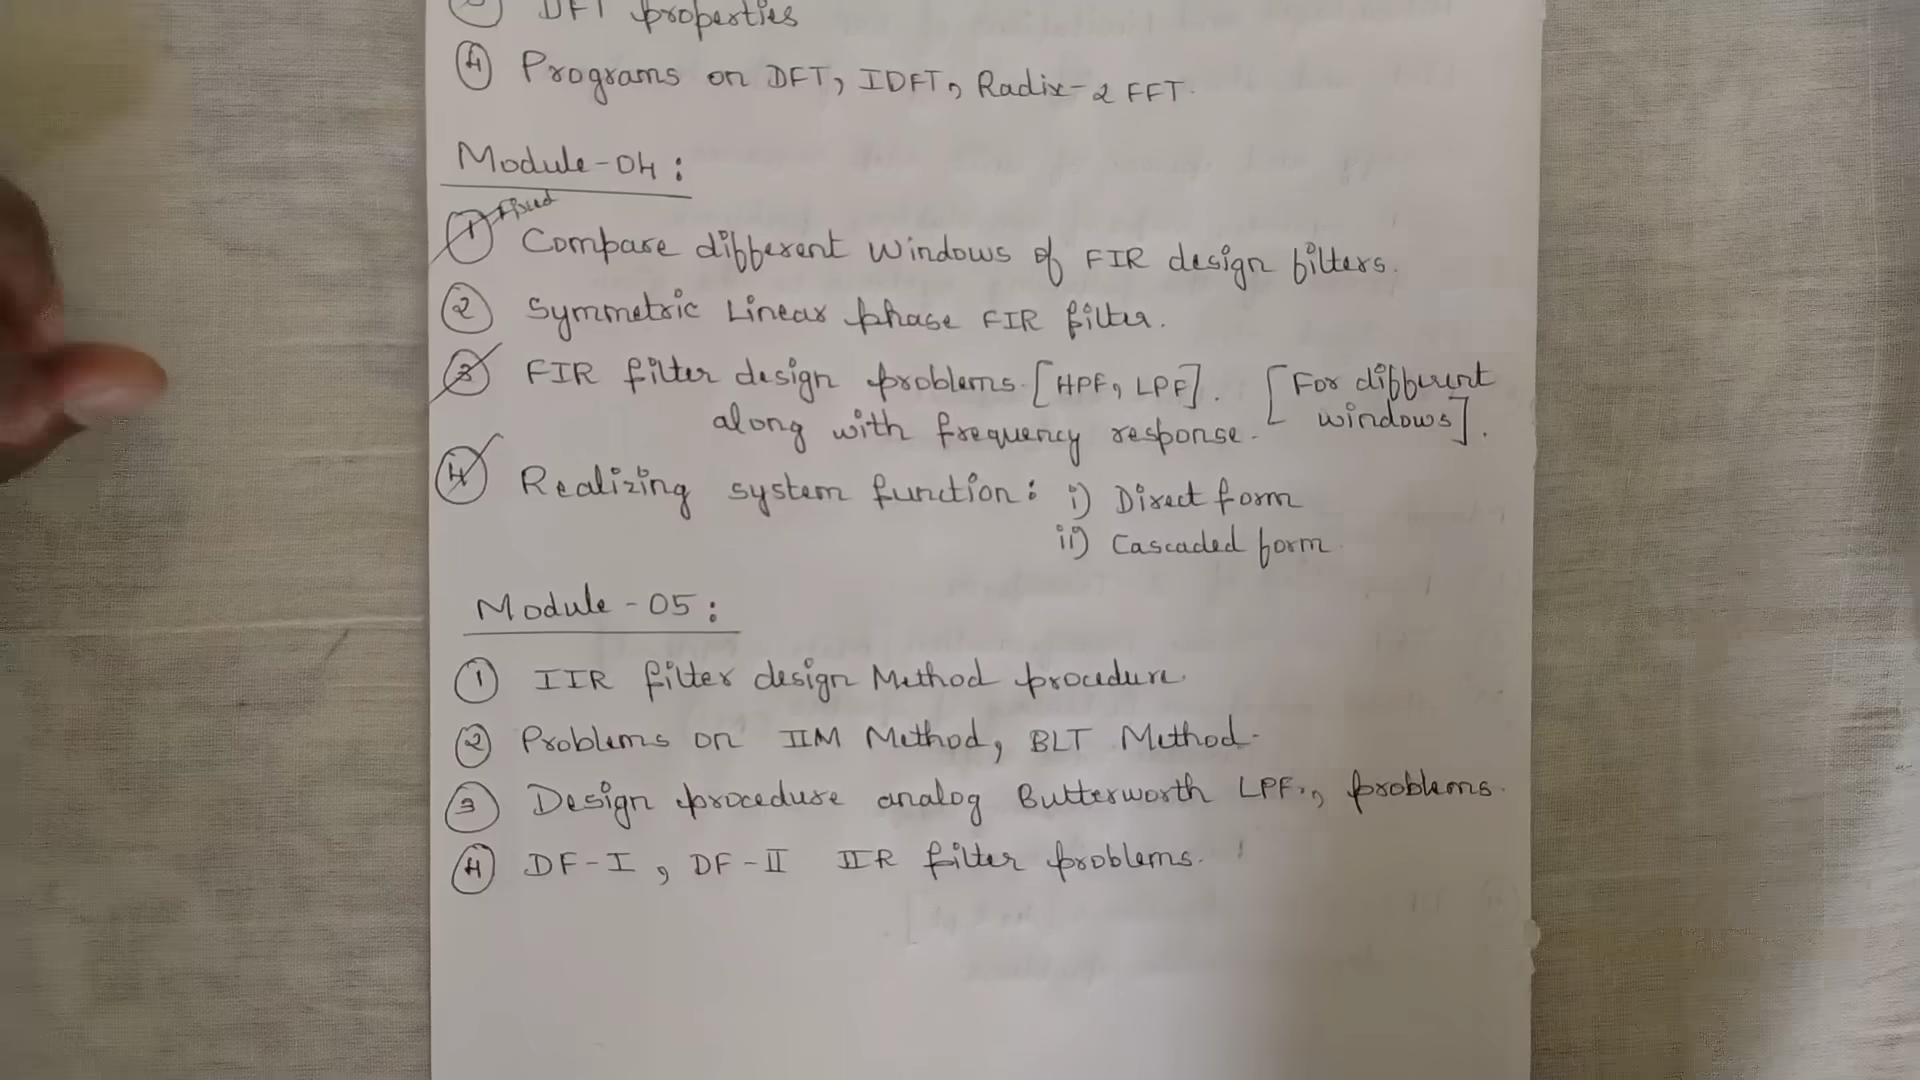 ③ DFT properties
④ Programs on DFT, IDFT, Radix-2 FFT.
Module-04:
Fixed
① Compare different windows of FIR design filters.
② Symmetric Linear phase FIR filter.
③ FIR filter design problems [HPF, LPF]. [For different
along with frequency response. windows].
④ Realizing system function: i) Direct form
ii) Cascaded form
Module-05:
① IIR filter design Method procedure.
② Problems on IIM Method, BLT Method.
③ Design procedure analog Butterworth LPF., problems.
④ DF-I, DF-II IIR filter problems.